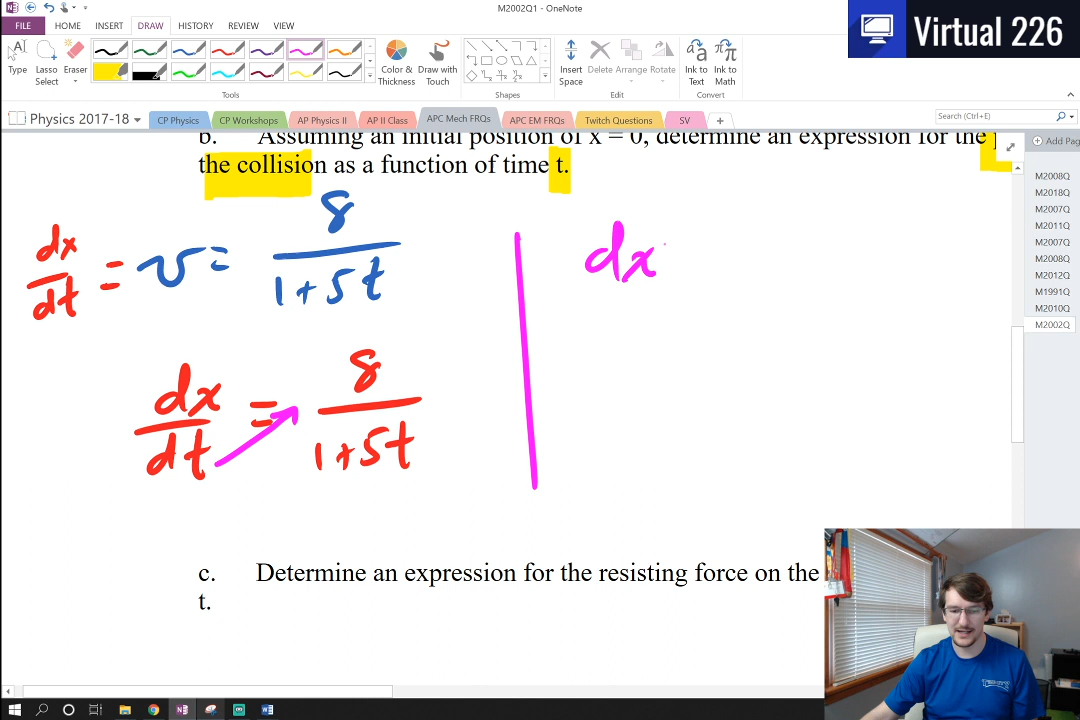 M2002Q1 - OneNote
Virtual 226
FILE HOME INSERT DRAW HISTORY REVIEW VIEW
Type Lasso Select Eraser Color & Thickness Draw with Touch Insert Space Delete Arrange Rotate Ink to Text Ink to Math
Tools Shapes Edit Convert
Physics 2017-18 CP Physics CP Workshops AP Physics II AP II Class APC Mech FRQs APC EM FRQs Twitch Questions SV + Search (Ctrl+E)
b. Assuming an initial position of x = 0, determine an expression for the
the collision as a function of time t.
dx/dt = v = 8/(1+5t)
dx
dx/dt = 8/(1+5t)
c. Determine an expression for the resisting force on the
t.
Add Pag
M2008Q
M2018Q
M2007Q
M2011Q
M2007Q
M2008Q
M2012Q
M1991Q
M2010Q
M2002Q